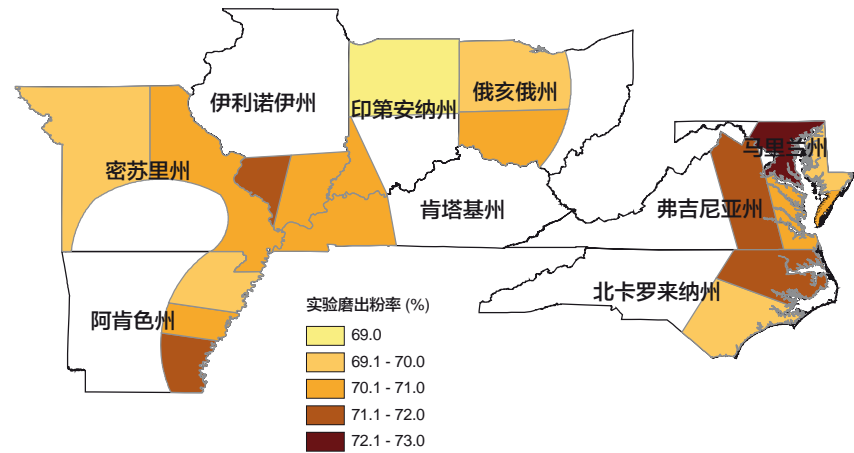 伊利诺伊州
印第安纳州
俄亥俄州
马里兰州
密苏里州
肯塔基州
弗吉尼亚州
北卡罗来纳州
阿肯色州
实验磨出粉率 (%)
69.0
69.1 - 70.0
70.1 - 71.0
71.1 - 72.0
72.1 - 73.0